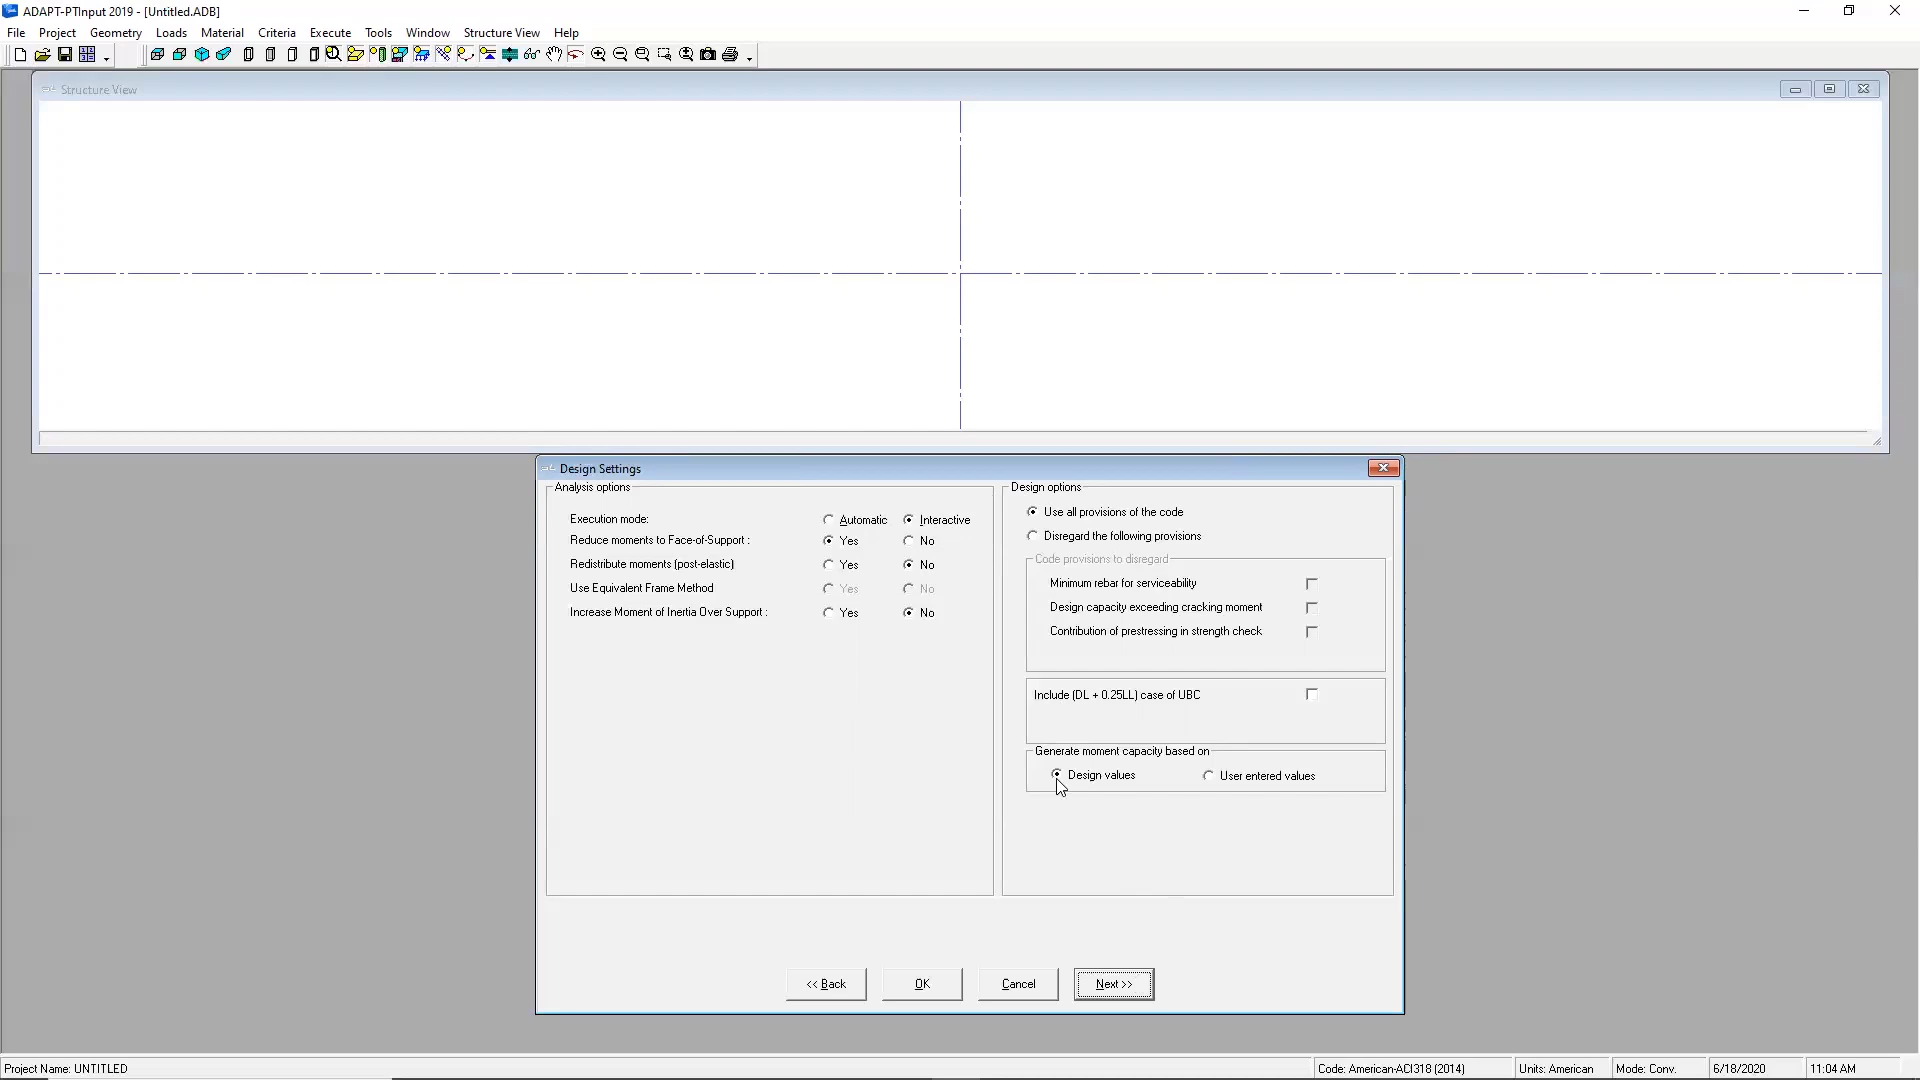 ADAPT-PTInput 2019 - [Untitled.ADB]
File Project Geometry Loads Material Criteria Execute Tools Window Structure View Help
Structure View
Design Settings
Analysis options
Execution mode: Automatic Interactive
Reduce moments to Face-of-Support : Yes No
Redistribute moments (post-elastic) Yes No
Use Equivalent Frame Method Yes No
Increase Moment of Inertia Over Support : Yes No
Design options
Use all provisions of the code
Disregard the following provisions
Code provisions to disregard
Minimum rebar for serviceability
Design capacity exceeding cracking moment
Contribution of prestressing in strength check
Include (DL + 0.25LL) case of UBC
Generate moment capacity based on
Design values User entered values
<< Back OK Cancel Next >>
Project Name: UNTITLED Code: American-ACI318 (2014) Units: American Mode: Conv. 6/18/2020 11:04 AM